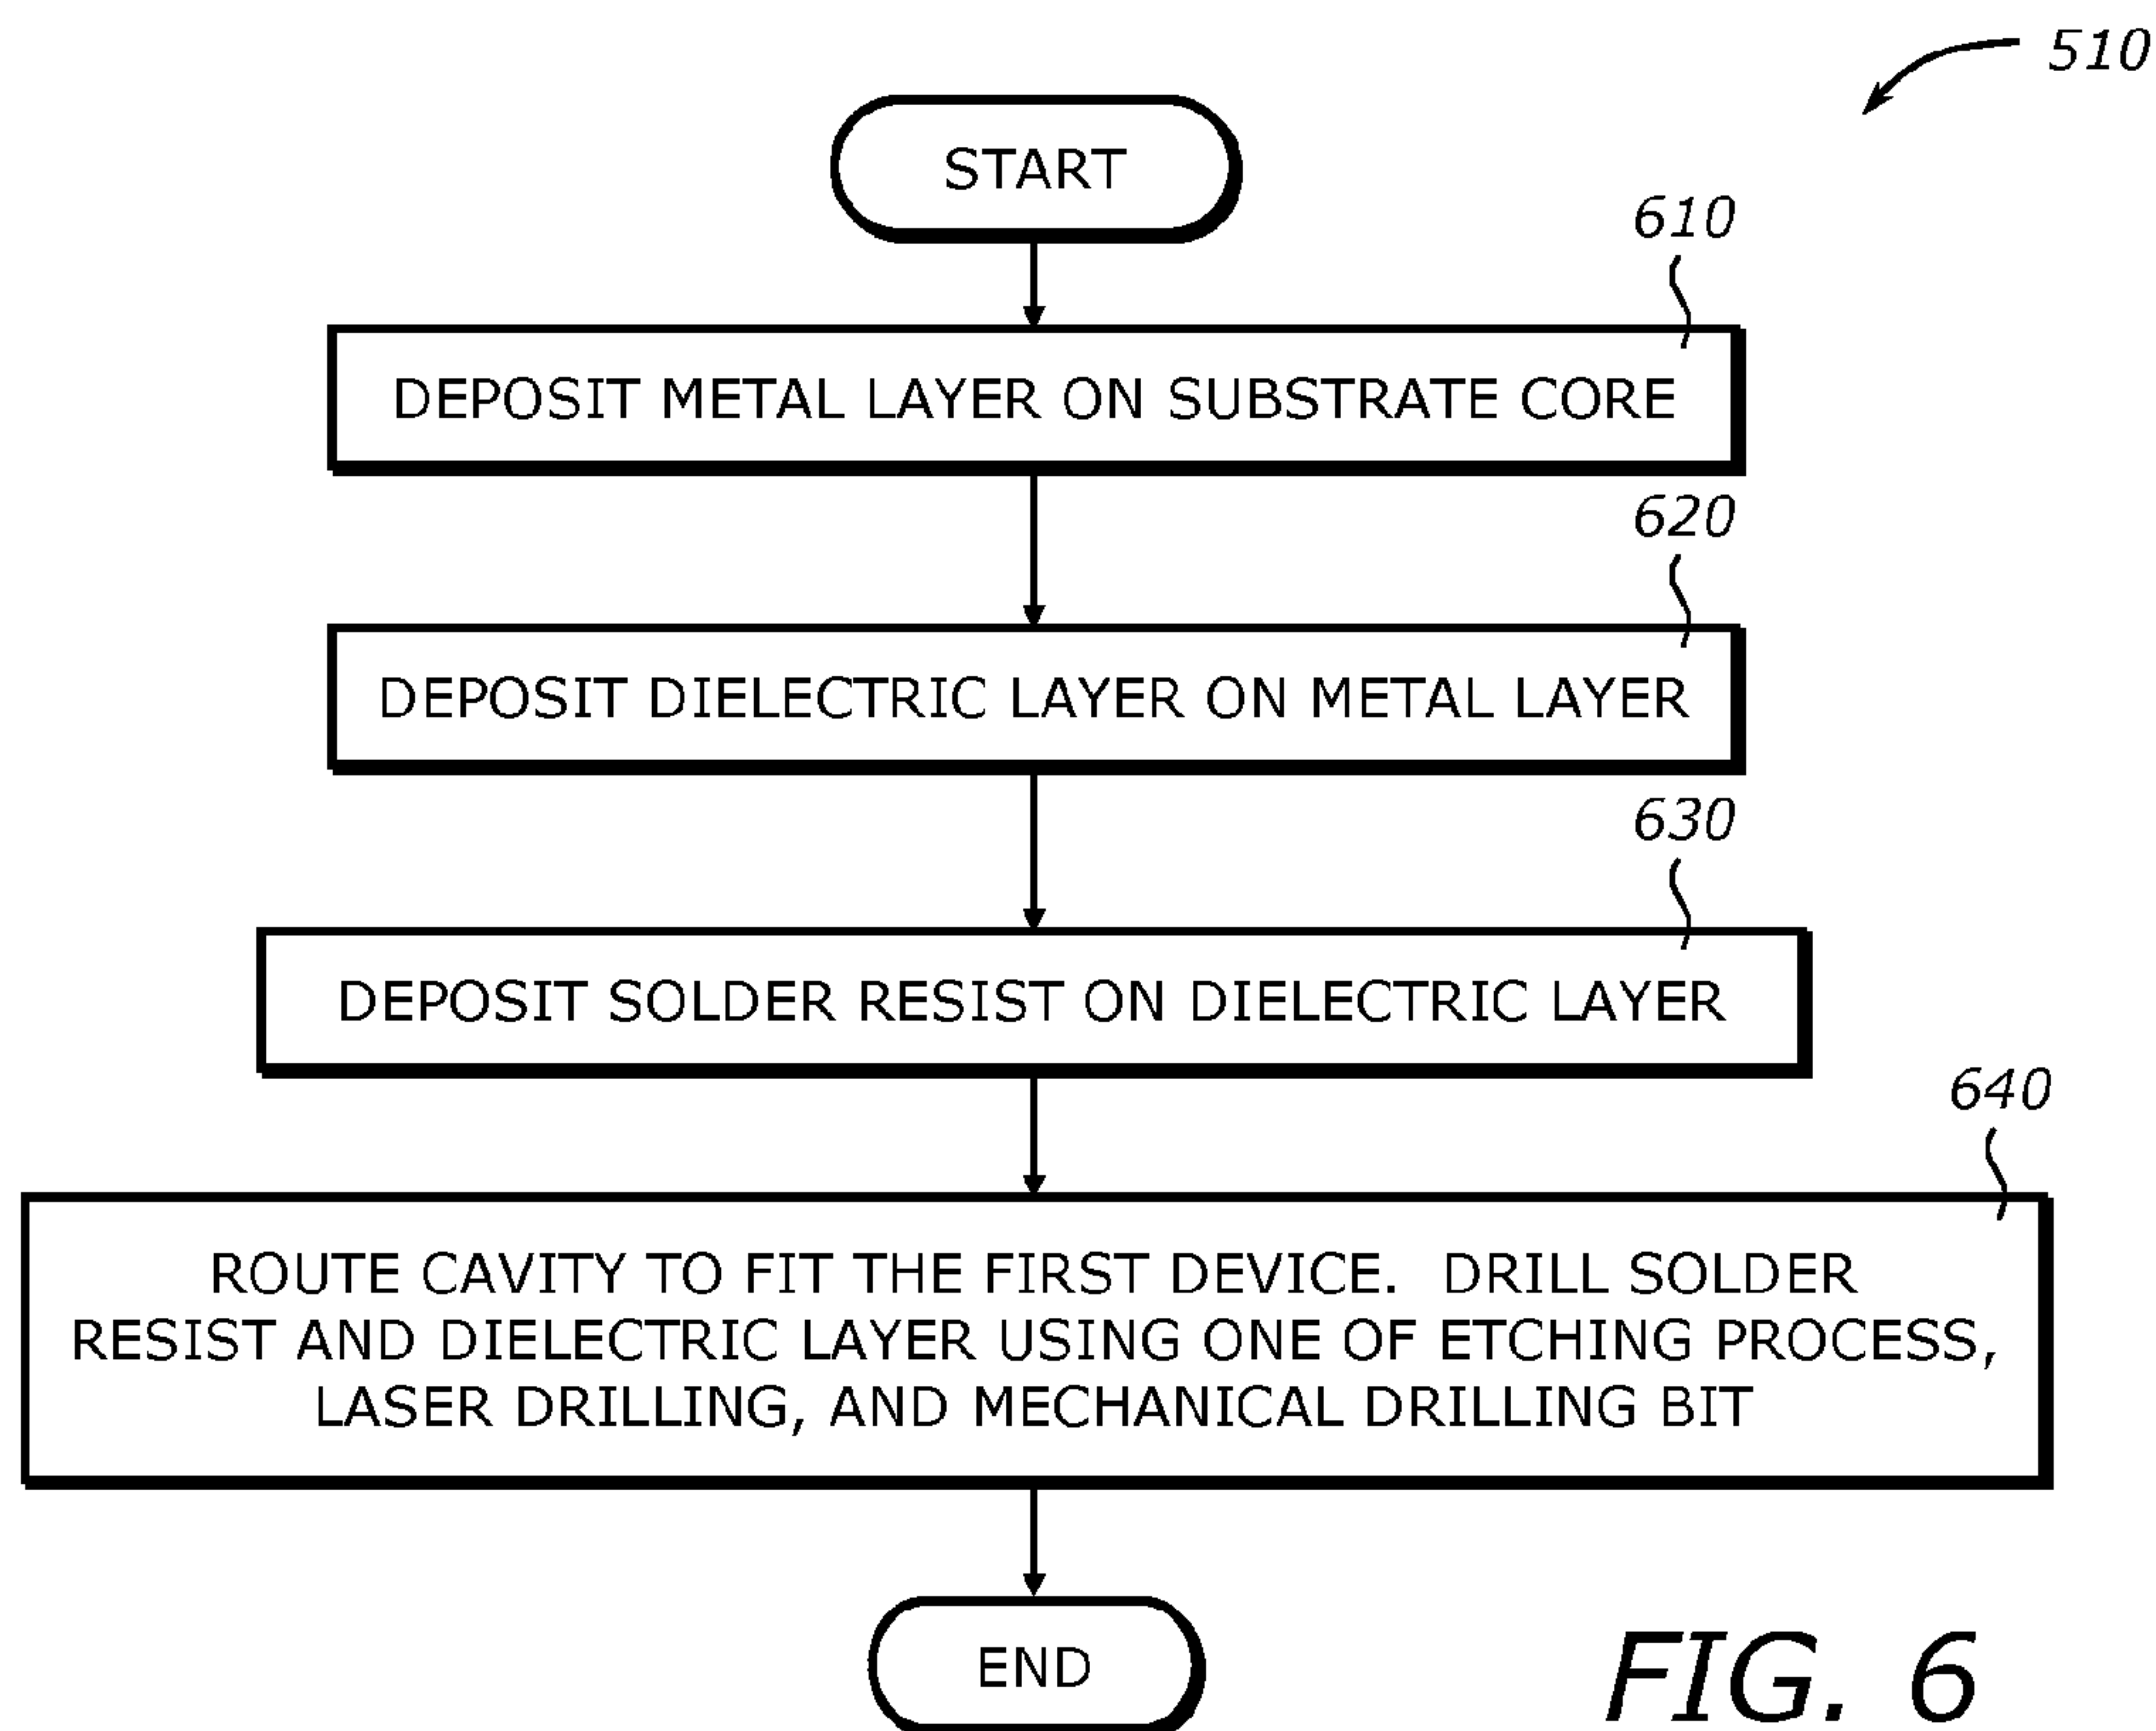 510
START
610
DEPOSIT METAL LAYER ON SUBSTRATE CORE
620
DEPOSIT DIELECTRIC LAYER ON METAL LAYER
630
DEPOSIT SOLDER RESIST ON DIELECTRIC LAYER
640
ROUTE CAVITY TO FIT THE FIRST DEVICE. DRILL SOLDER
RESIST AND DIELECTRIC LAYER USING ONE OF ETCHING PROCESS,
LASER DRILLING, AND MECHANICAL DRILLING BIT
END
FIG. 6